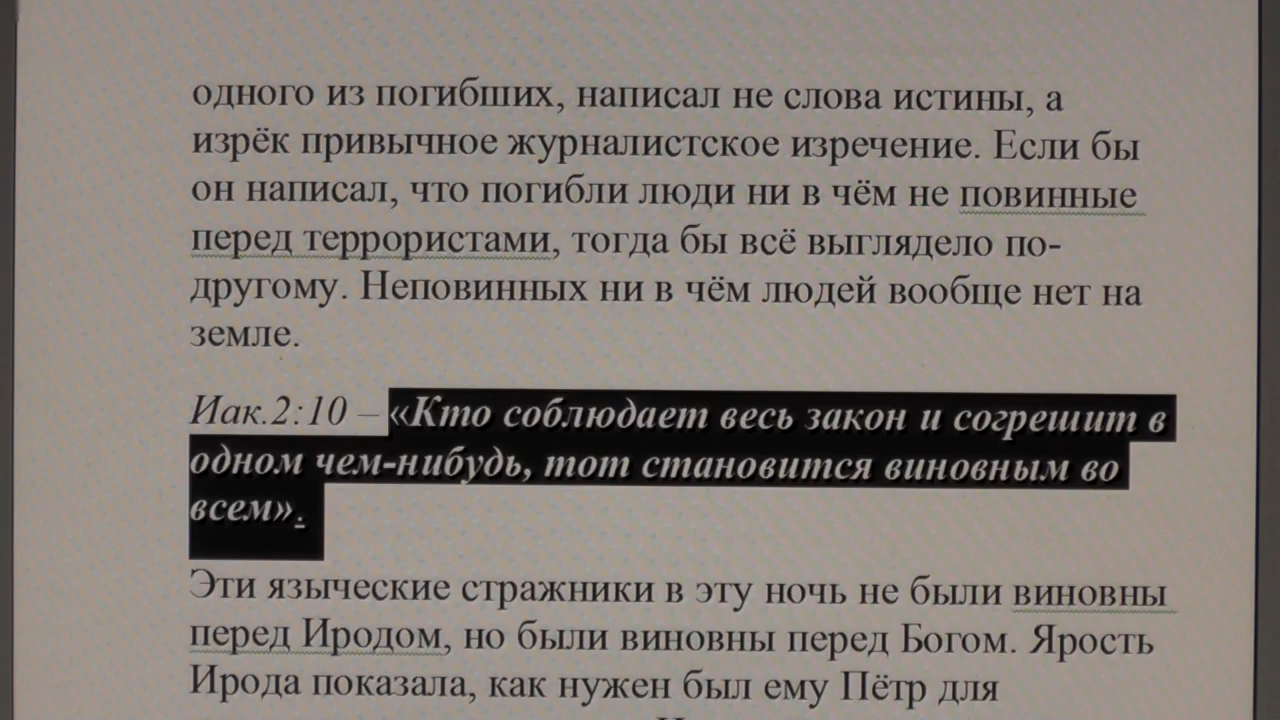 одного из погибших, написал не слова истины, а
изрёк привычное журналистское изречение. Если бы
он написал, что погибли люди ни в чём не повинные
перед террористами, тогда бы всё выглядело по-
другому. Неповинных ни в чём людей вообще нет на
земле.
Иак.2:10 – «Кто соблюдает весь закон и согрешит в
одном чем-нибудь, тот становится виновным во
всем».
Эти языческие стражники в эту ночь не были виновны
перед Иродом, но были виновны перед Богом. Ярость
Ирода показала, как нужен был ему Пётр для